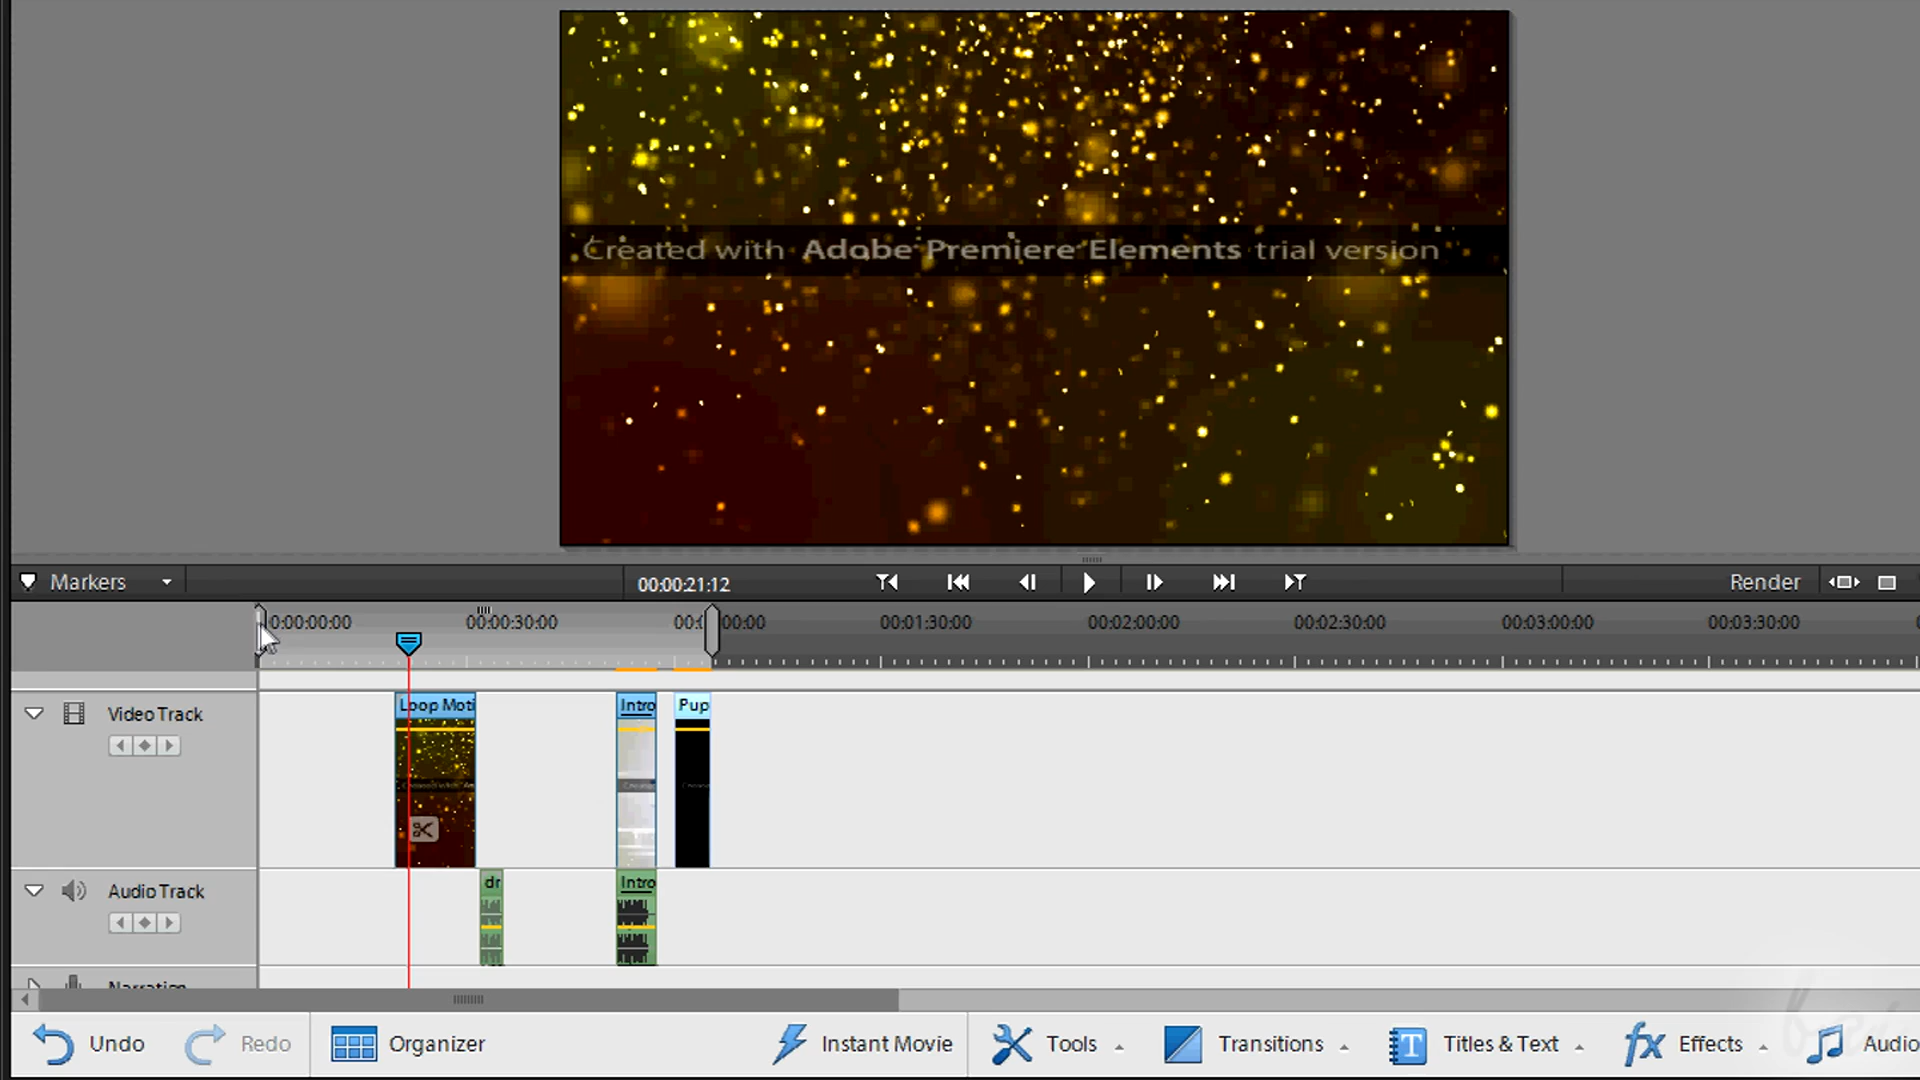 Created with Adobe Premiere Elements trial version
Markers
00:00:21:12
Render
0:00:00:00
00:00:30:00
00:01:30:00
00:02:00:00
00:02:30:00
00:03:00:00
00:03:30:00
Video Track
Loop Moti
Intro
Pup
Audio Track
dr
Intro
Narration
Undo
Redo
Organizer
Instant Movie
Tools
Transitions
Titles & Text
Effects
Audio